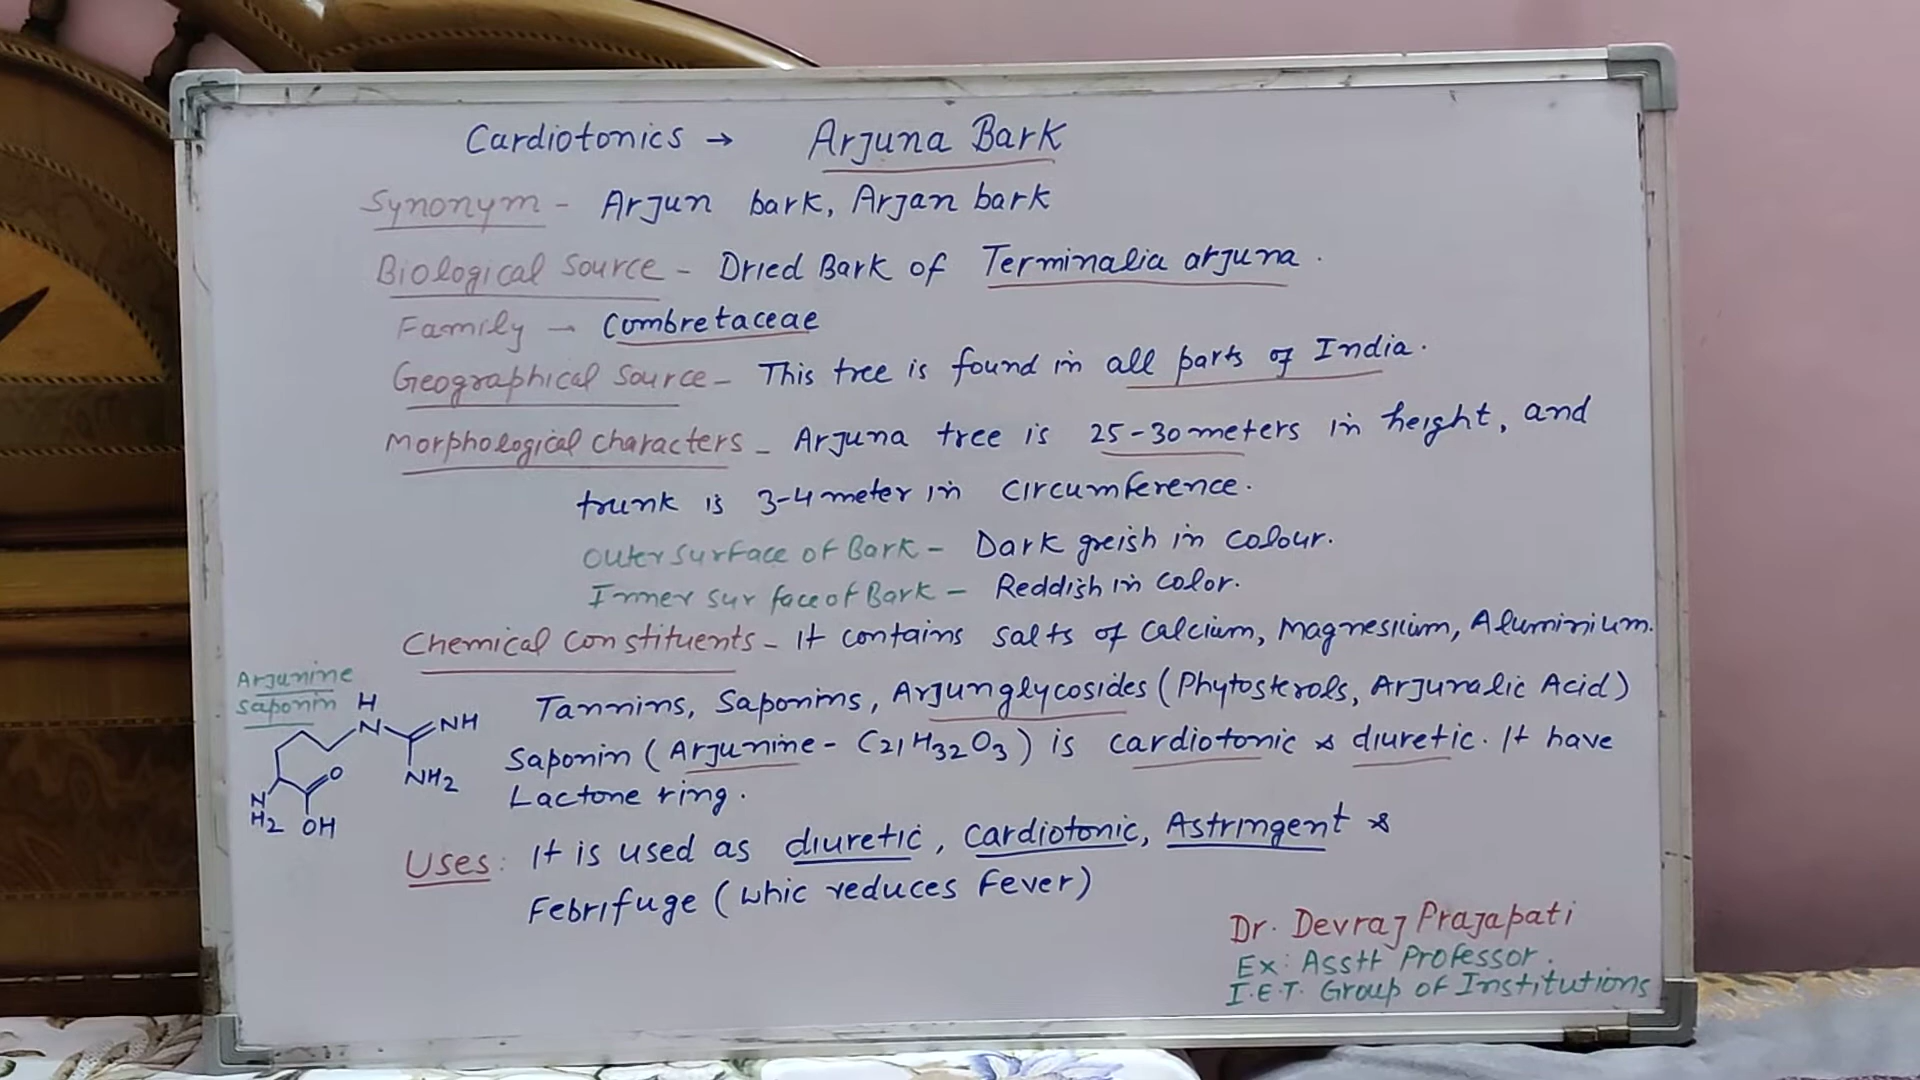 Cardiotonics → Arjuna Bark
Synonym - Arjun bark, Arjan bark
Biological Source - Dried Bark of Terminalia arjuna.
Family → Combretaceae
Geographical Source - This tree is found in all parts of India.
Morphological characters - Arjuna tree is 25-30 meters in height, and
trunk is 3-4 meter in circumference.
Outer surface of Bark - Dark greish in colour.
Inner surface of Bark - Reddish in color.
Chemical Constituents - It contains salts of Calcium, Magnesium, Aluminium.
Tannins, Saponins, Arjunglycosides (Phytosterols, Arjunalic Acid)
Saponin (Arjunine - C21H32O3) is cardiotonic & diuretic. It have
Lactone ring.
Arjunine
saponin
H
N
NH
NH2
O
N
H2
OH
Uses: It is used as diuretic, Cardiotonic, Astringent &
Febrifuge (whic reduces Fever)
Dr. Devraj Prajapati
Ex: Asstt Professor.
I.E.T. Group of Institutions